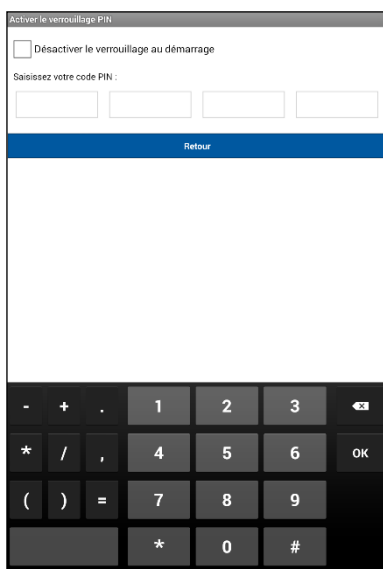 Activer le verrouillage PIN
Désactiver le verrouillage au démarrage
Saisissez votre code PIN :
Retour
- + . 1 2 3
* / , 4 5 6 OK
( ) = 7 8 9
* 0 #